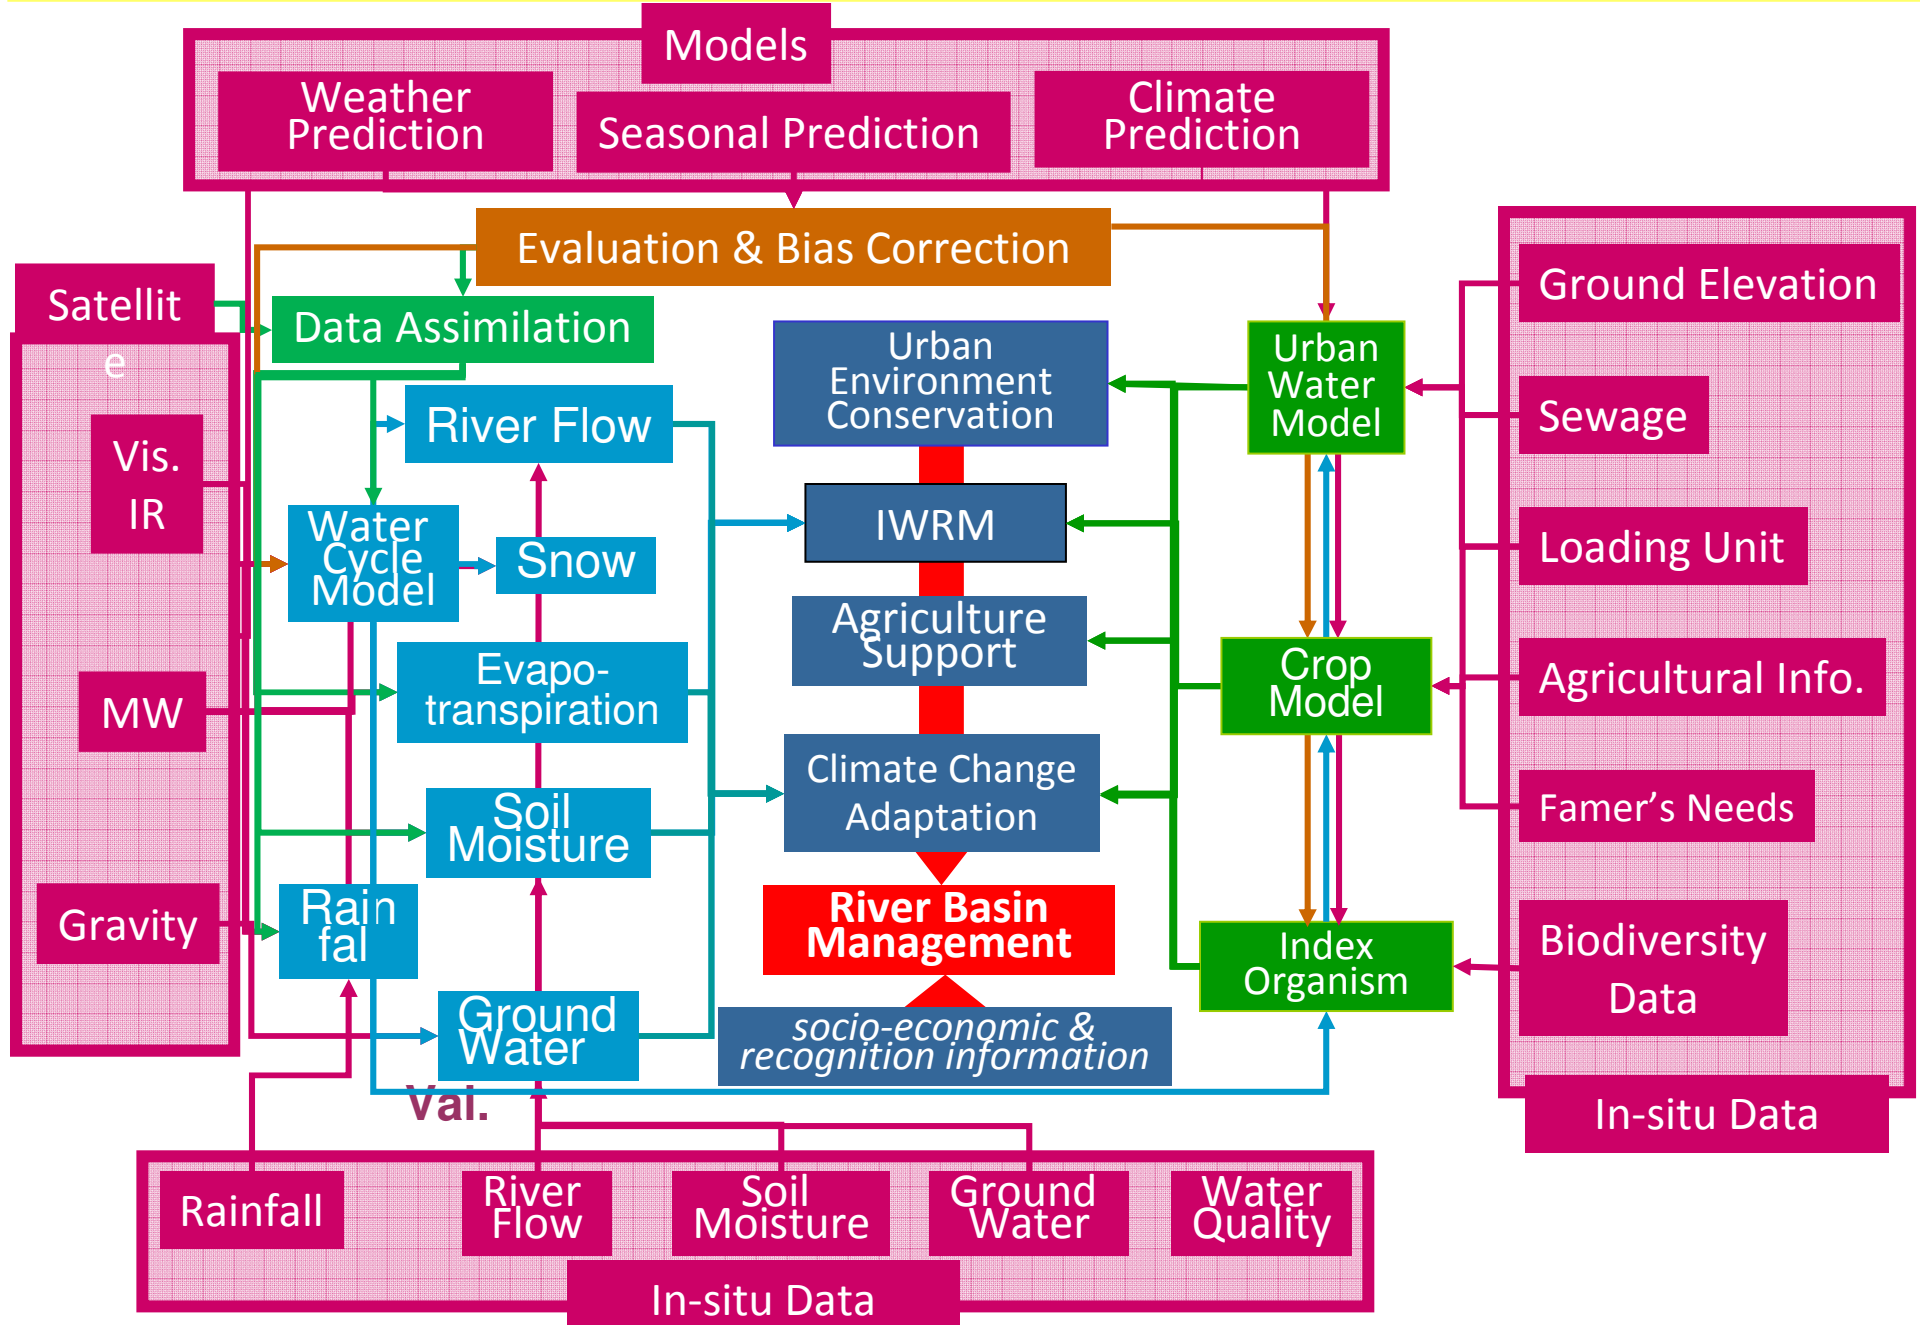 Models
Weather
Prediction
Seasonal Prediction
Climate
Prediction
Evaluation & Bias Correction
Satellit
e
Data Assimilation
Vis.
IR
MW
Gravity
River Flow
Water
Cycle
Model
Snow
Evapo-
transpiration
Soil
Moisture
Rain
fal
Ground
Water
Val.
Urban
Environment
Conservation
IWRM
Agriculture
Support
Climate Change
Adaptation
River Basin
Management
socio-economic &
recognition information
Urban
Water
Model
Crop
Model
Index
Organism
Ground Elevation
Sewage
Loading Unit
Agricultural Info.
Famer’s Needs
Biodiversity
Data
In-situ Data
Rainfall
River
Flow
Soil
Moisture
Ground
Water
Water
Quality
In-situ Data